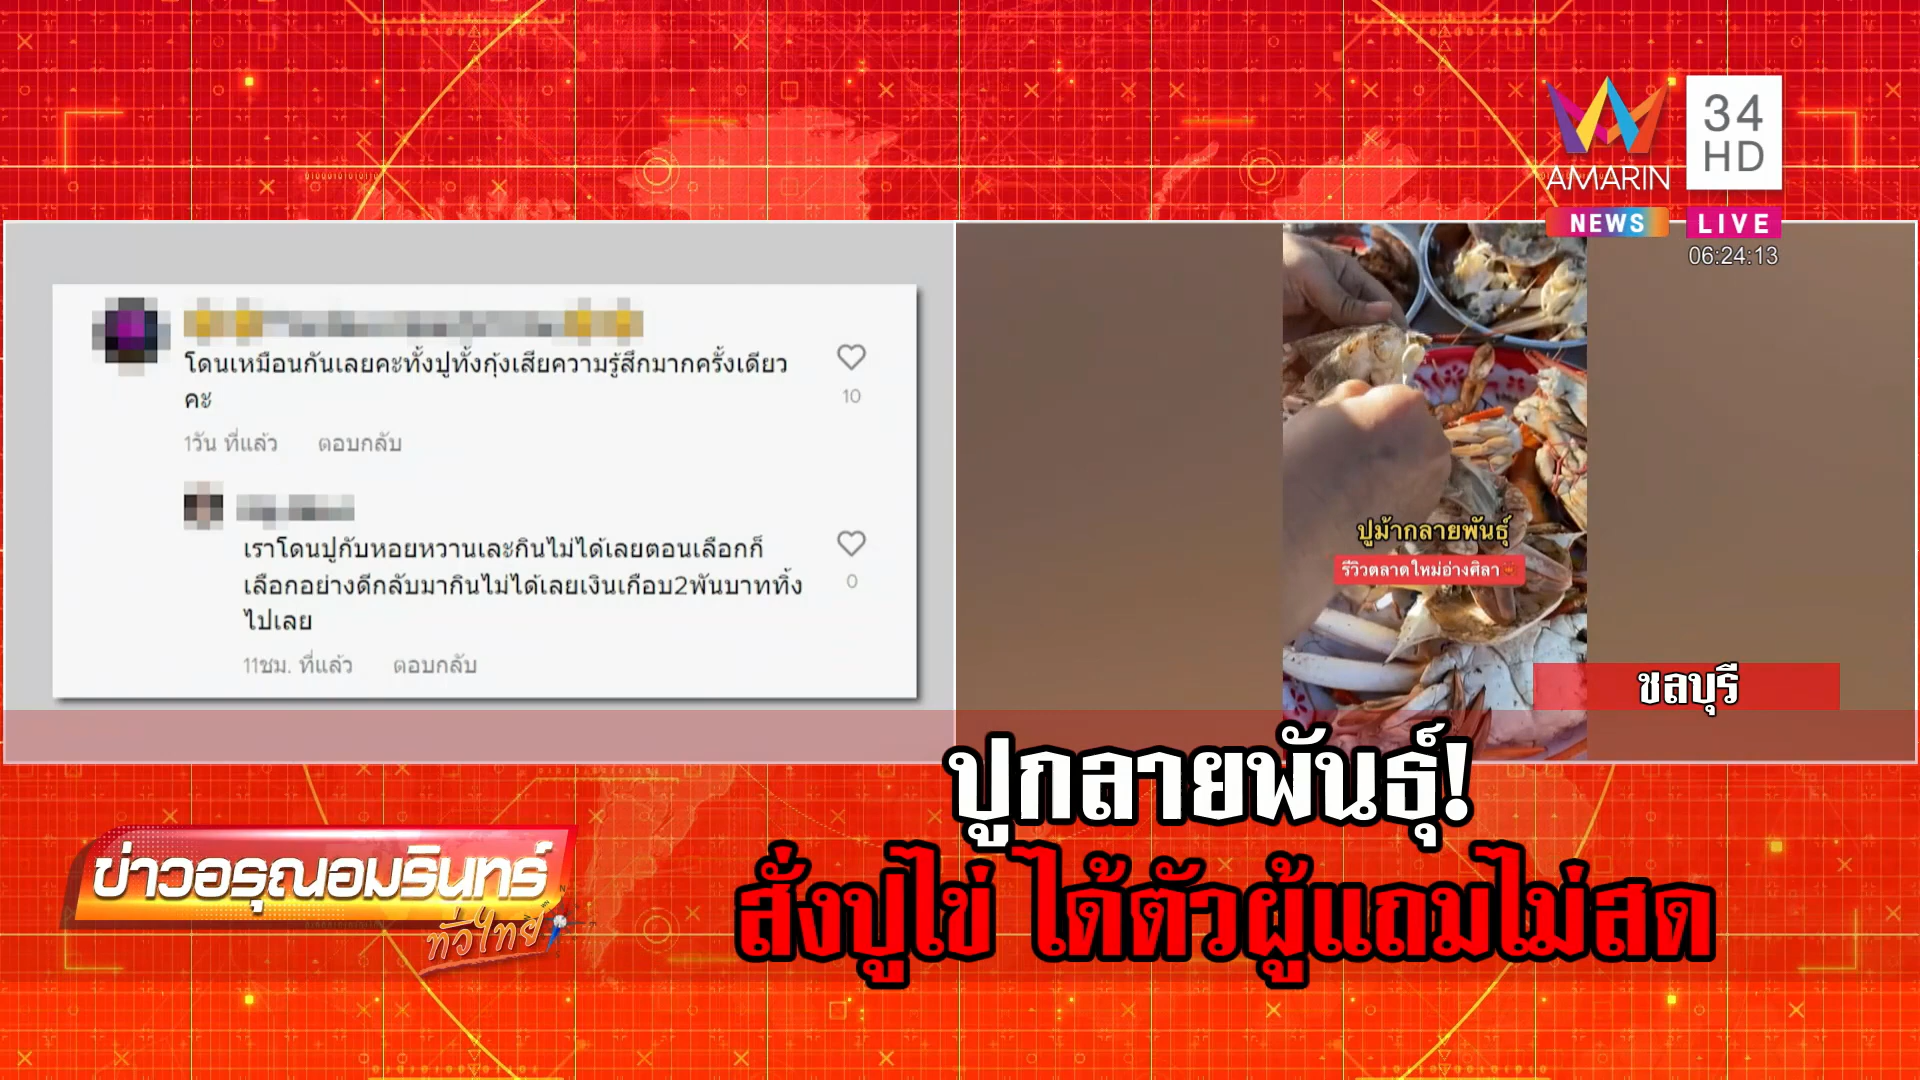 AMARIN
34
HD
NEWS
LIVE
06:24:13
โดนเหมือนกันเลยคะทั้งปูทั้งกุ้งเสียความรู้สึกมากครั้งเดียว
คะ
10
1วัน ที่แล้ว ตอบกลับ
เราโดนปูกับหอยหวานเละกินไม่ได้เลยตอนเลือกก็
เลือกอย่างดีกลับมากินไม่ได้เลยเงินเกือบ2พันบาททิ้ง
ไปเลย
0
11ชม. ที่แล้ว ตอบกลับ
ปูม้ากลายพันธุ์
รีวิวตลาดใหม่อ่างศิลา
ชลบุรี
ปูกลายพันธุ์!
สั่งปูไข่ ได้ตัวผู้แถมไม่สด
ข่าวอรุณอมรินทร์
ทั่วไทย